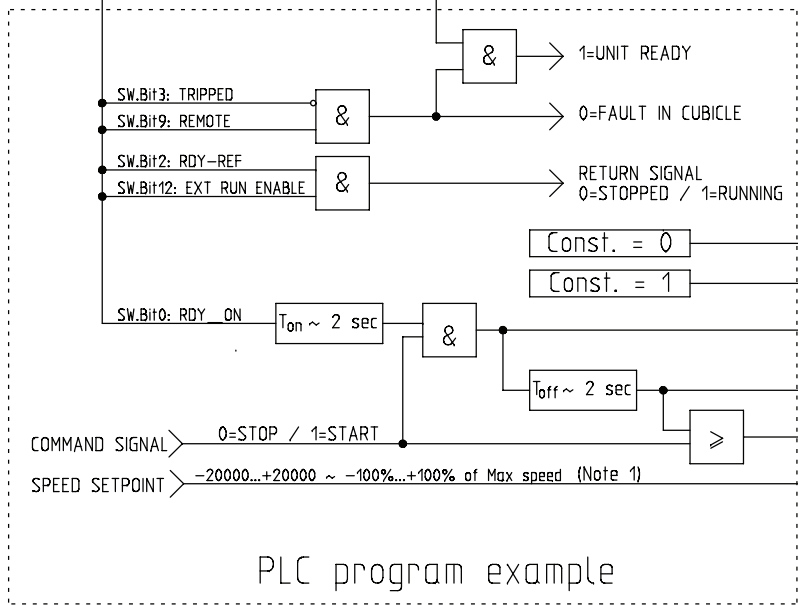 &
1=UNIT READY
SW.Bit3: TRIPPED
SW.Bit9: REMOTE
&
0=FAULT IN CUBICLE
SW.Bit2: RDY-REF
SW.Bit12: EXT RUN ENABLE
&
RETURN SIGNAL
0=STOPPED / 1=RUNNING
Const. = 0
Const. = 1
SW.Bit0: RDY__ON
Ton ~ 2 sec
&
Toff ~ 2 sec
COMMAND SIGNAL
0=STOP / 1=START
⩾
SPEED SETPOINT
-20000...+20000 ~ -100%...+100% of Max speed (Note 1)
PLC program example